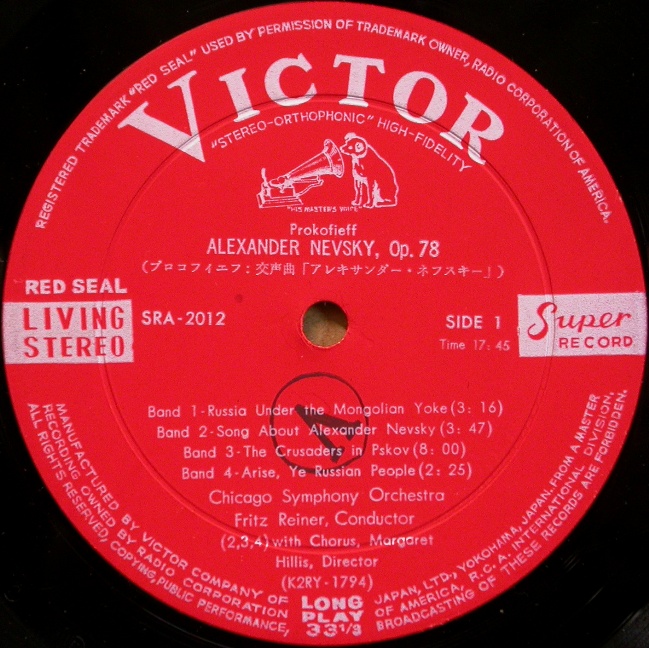 REGISTERED TRADEMARK "RED SEAL" USED BY PERMISSION OF TRADEMARK OWNER, RADIO CORPORATION OF AMERICA.
VICTOR
"STEREO-ORTHOPHONIC" HIGH-FIDELITY
"HIS MASTER'S VOICE"
Prokofieff
ALEXANDER NEVSKY, Op. 78
(プロコフィエフ：交声曲「アレキサンダー・ネフスキー」)
RED SEAL
LIVING
STEREO
SRA-2012
SIDE 1
Time 17: 45
Super
RECORD
Band 1-Russia Under the Mongolian Yoke(3: 16)
Band 2-Song About Alexander Nevsky(3: 47)
Band 3-The Crusaders in Pskov(8: 00)
Band 4-Arise, Ye Russian People(2: 25)
Chicago Symphony Orchestra
Fritz Reiner, Conductor
(2,3,4)with Chorus, Margaret
Hillis, Director
(K2RY-1794)
LONG
PLAY
33 1/3
MANUFACTURED BY VICTOR COMPANY OF JAPAN, LTD., YOKOHAMA, JAPAN. FROM A MASTER
RECORDING OWNED BY RADIO CORPORATION OF AMERICA, R.C.A. INTERNATIONAL DIVISION,
ALL RIGHTS RESERVED, COPYING, PUBLIC PERFORMANCE, BROADCASTING OF THESE RECORDS ARE FORBIDDEN.